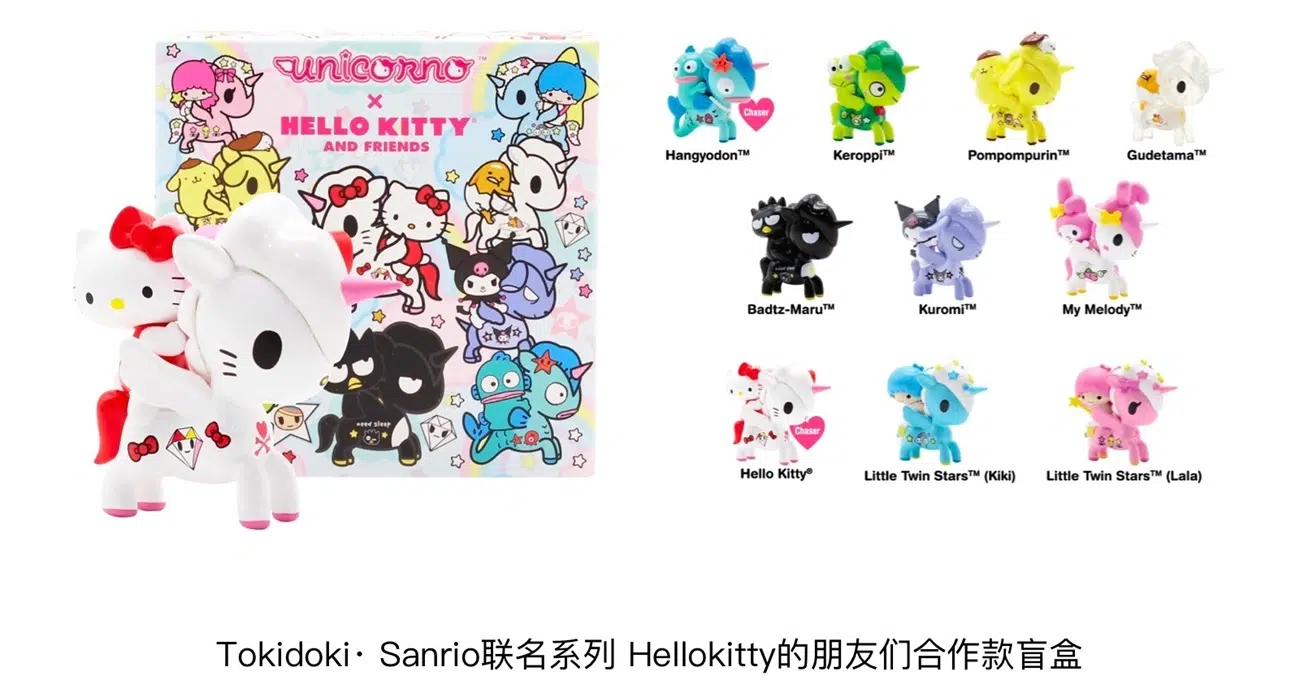 unicorno™
×
HELLO KITTY®
AND FRIENDS
need sleep
Chaser
Hangyodon™
Keroppi™
Pompompurin™
Gudetama™
Badtz-Maru™
Kuromi™
My Melody™
Chaser
Hello Kitty®
Little Twin Stars™ (Kiki)
Little Twin Stars™ (Lala)
Tokidoki· Sanrio联名系列 Hellokitty的朋友们合作款盲盒